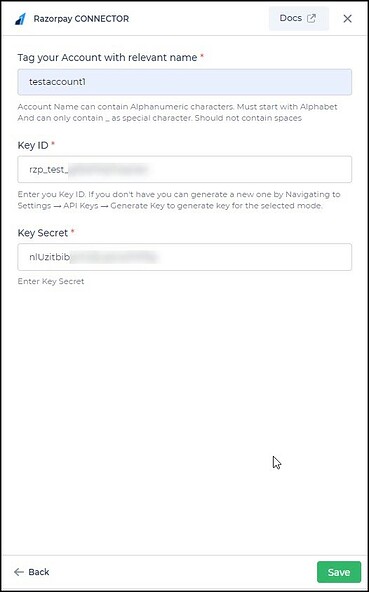 Razorpay CONNECTOR
Docs
Tag your Account with relevant name *
testaccount1
Account Name can contain Alphanumeric characters. Must start with Alphabet
And can only contain _ as special character. Should not contain spaces
Key ID *
rzp_test_
Enter you Key ID. If you don't have you can generate a new one by Navigating to
Settings → API Keys → Generate Key to generate key for the selected mode.
Key Secret *
Enter Key Secret
← Back
Save